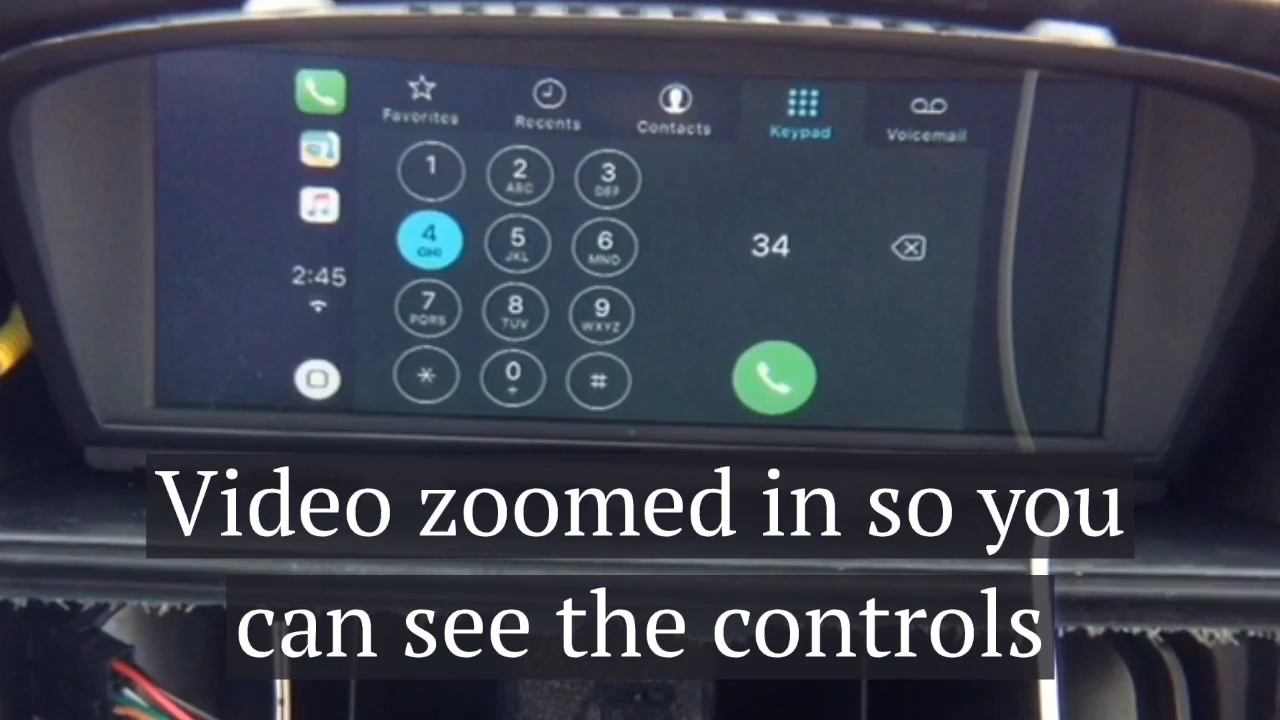 Favorites
Recents
Contacts
Keypad
Voicemail
1
2
ABC
3
DEF
4
GHI
5
JKL
6
MNO
34
7
PQRS
8
TUV
9
WXYZ
*
0
+
#
2:45
Video zoomed in so you
can see the controls